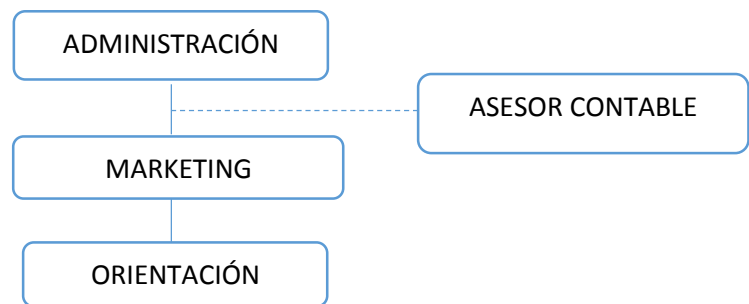 ADMINISTRACIÓN
ASESOR CONTABLE
MARKETING
ORIENTACIÓN